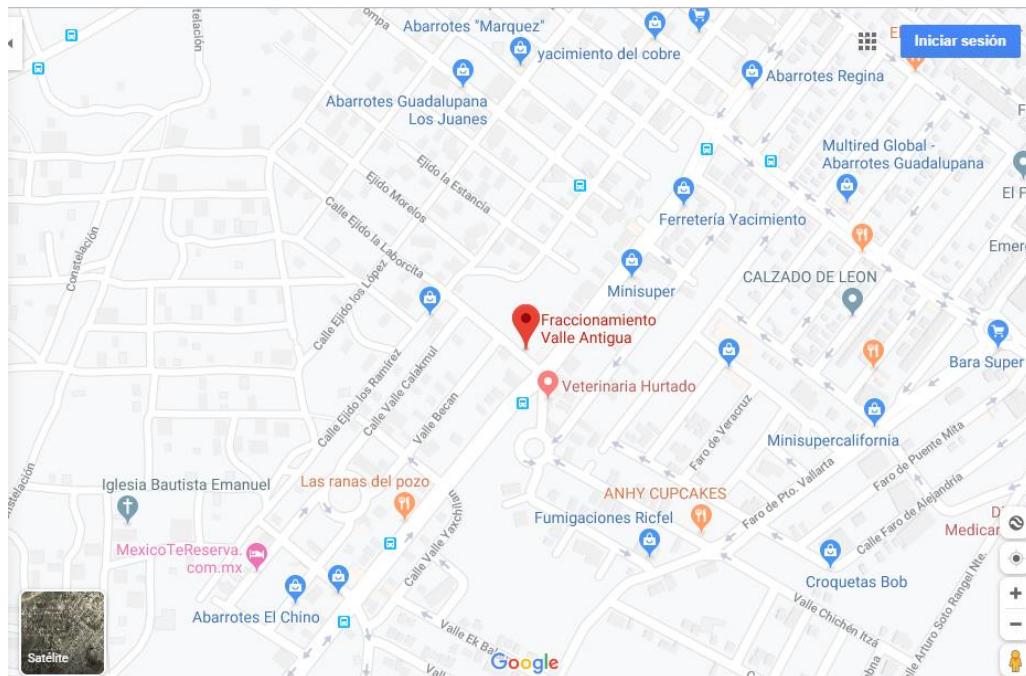 Constelación
Abarrotes "Marquez"
yacimiento del cobre
Iniciar sesión
Abarrotes Regina
Abarrotes Guadalupana
Los Juanes
Multired Global -
Abarrotes Guadalupana
Ejido la Estancia
Ejido Morelos
Calle Ejido la Laborcita
Ferretería Yacimiento
Constelación
Calle Ejido los López
Minisuper
CALZADO DE LEON
Fraccionamiento
Valle Antigua
Bara Super
Calle Ejido los Ramírez
Calle Valle Calakmul
Valle Becan
Veterinaria Hurtado
Faro de Veracruz
Minisupercalifornia
Faro de Puente Mita
Iglesia Bautista Emanuel
Las ranas del pozo
ANHY CUPCAKES
Faro de Pto. Vallarta
Calle Faro de Alejandría
Fumigaciones Ricfel
MexicoTeReserva.
com.mx
Calle Valle Yaxchilan
Croquetas Bob
Abarrotes El Chino
Valle Chichén Itzá
Satélite
Google